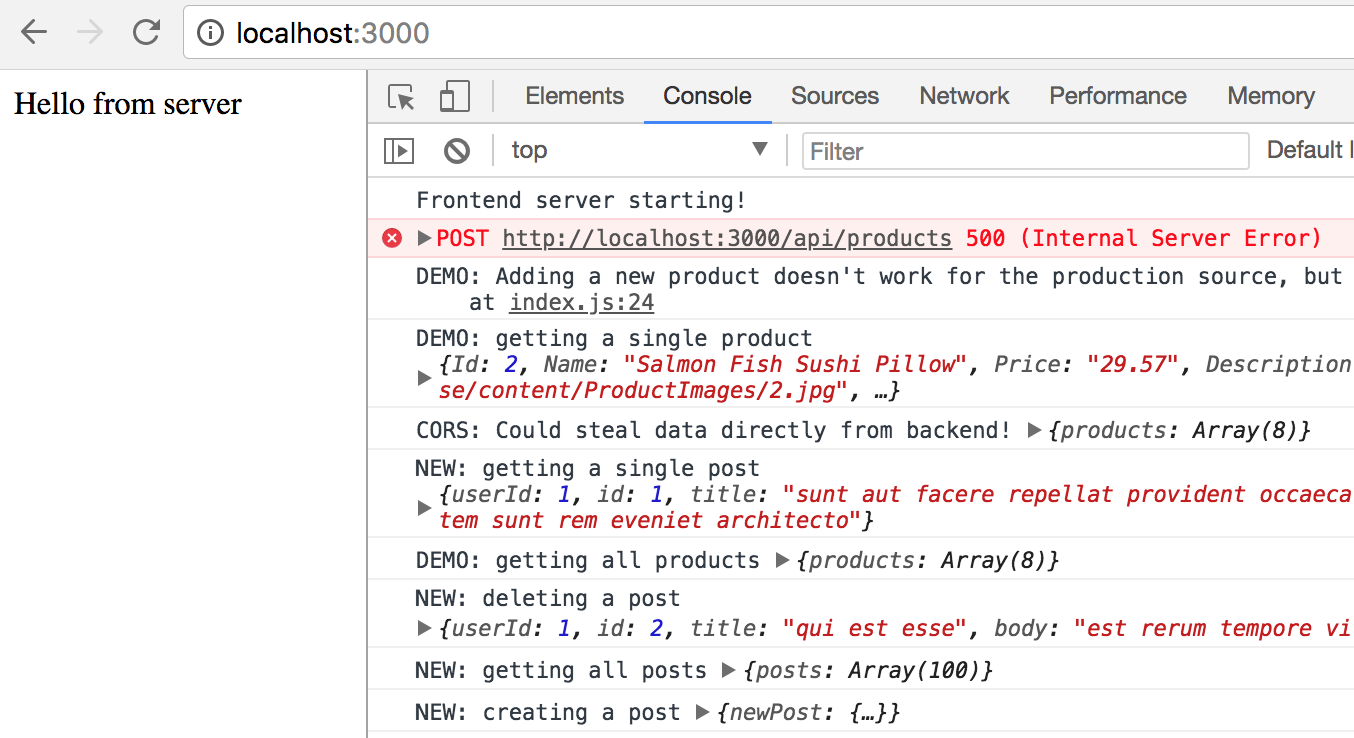 localhost:3000
Hello from server
Elements Console Sources Network Performance Memory
top Filter Default
Frontend server starting!
POST http://localhost:3000/api/products 500 (Internal Server Error)
DEMO: Adding a new product doesn't work for the production source, but
at index.js:24
DEMO: getting a single product
{Id: 2, Name: "Salmon Fish Sushi Pillow", Price: "29.57", Description
se/content/ProductImages/2.jpg", …}
CORS: Could steal data directly from backend! {products: Array(8)}
NEW: getting a single post
{userId: 1, id: 1, title: "sunt aut facere repellat provident occaeca
tem sunt rem eveniet architecto"}
DEMO: getting all products {products: Array(8)}
NEW: deleting a post
{userId: 1, id: 2, title: "qui est esse", body: "est rerum tempore vi
NEW: getting all posts {posts: Array(100)}
NEW: creating a post {newPost: {…}}